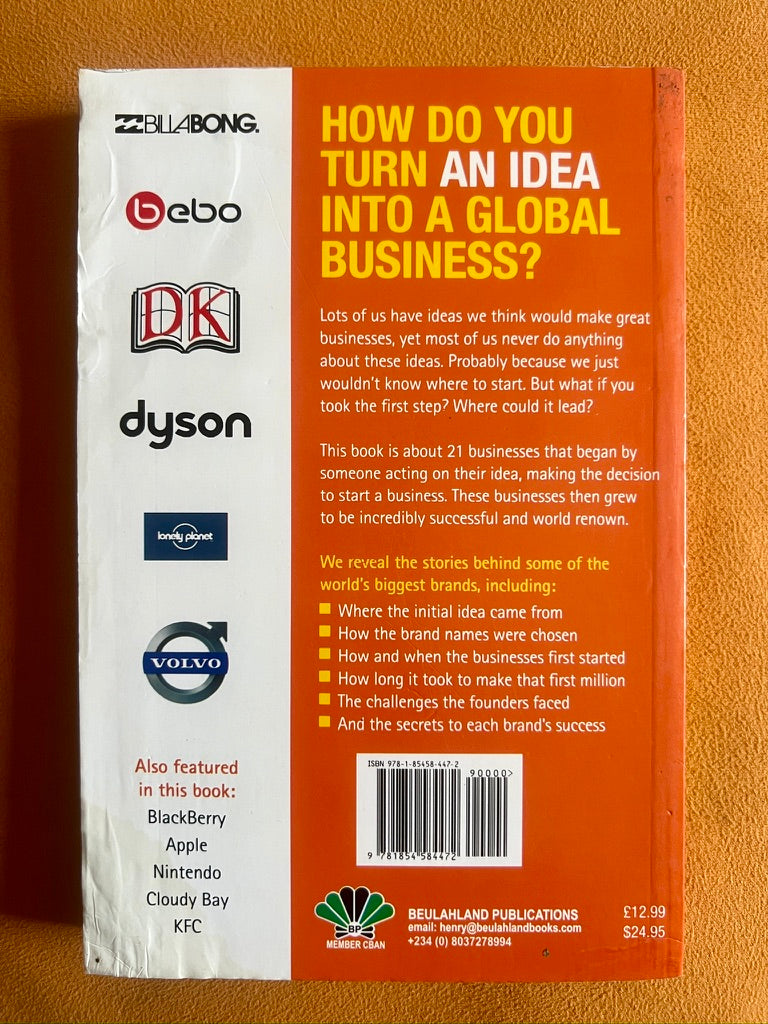 BILLABONG.
bebo
DK
dyson
lonely planet
VOLVO
Also featured
in this book:
BlackBerry
Apple
Nintendo
Cloudy Bay
KFC
HOW DO YOU
TURN AN IDEA
INTO A GLOBAL
BUSINESS?
Lots of us have ideas we think would make great
businesses, yet most of us never do anything
about these ideas. Probably because we just
wouldn't know where to start. But what if you
took the first step? Where could it lead?
This book is about 21 businesses that began by
someone acting on their idea, making the decision
to start a business. These businesses then grew
to be incredibly successful and world renown.
We reveal the stories behind some of the
world's biggest brands, including:
Where the initial idea came from
How the brand names were chosen
How and when the businesses first started
How long it took to make that first million
The challenges the founders faced
And the secrets to each brand's success
ISBN 978-1-85458-447-2
90000>
9 781854 584472
BP
MEMBER CBAN
BEULAHLAND PUBLICATIONS
email: henry@beulahlandbooks.com
+234 (0) 8037278994
£12.99
$24.95